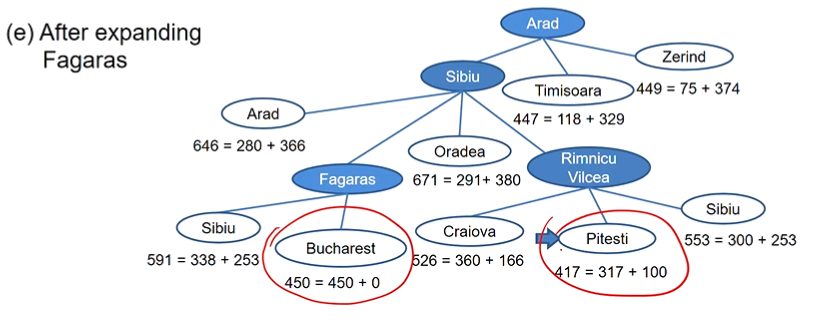 (e) After expanding
Fagaras
Arad
Sibiu
Timisoara
447 = 118 + 329
Zerind
449 = 75 + 374
Arad
646 = 280 + 366
Fagaras
Oradea
671 = 291+ 380
Rimnicu
Vilcea
Sibiu
591 = 338 + 253
Bucharest
450 = 450 + 0
Craiova
526 = 360 + 166
Pitesti
417 = 317 + 100
Sibiu
553 = 300 + 253